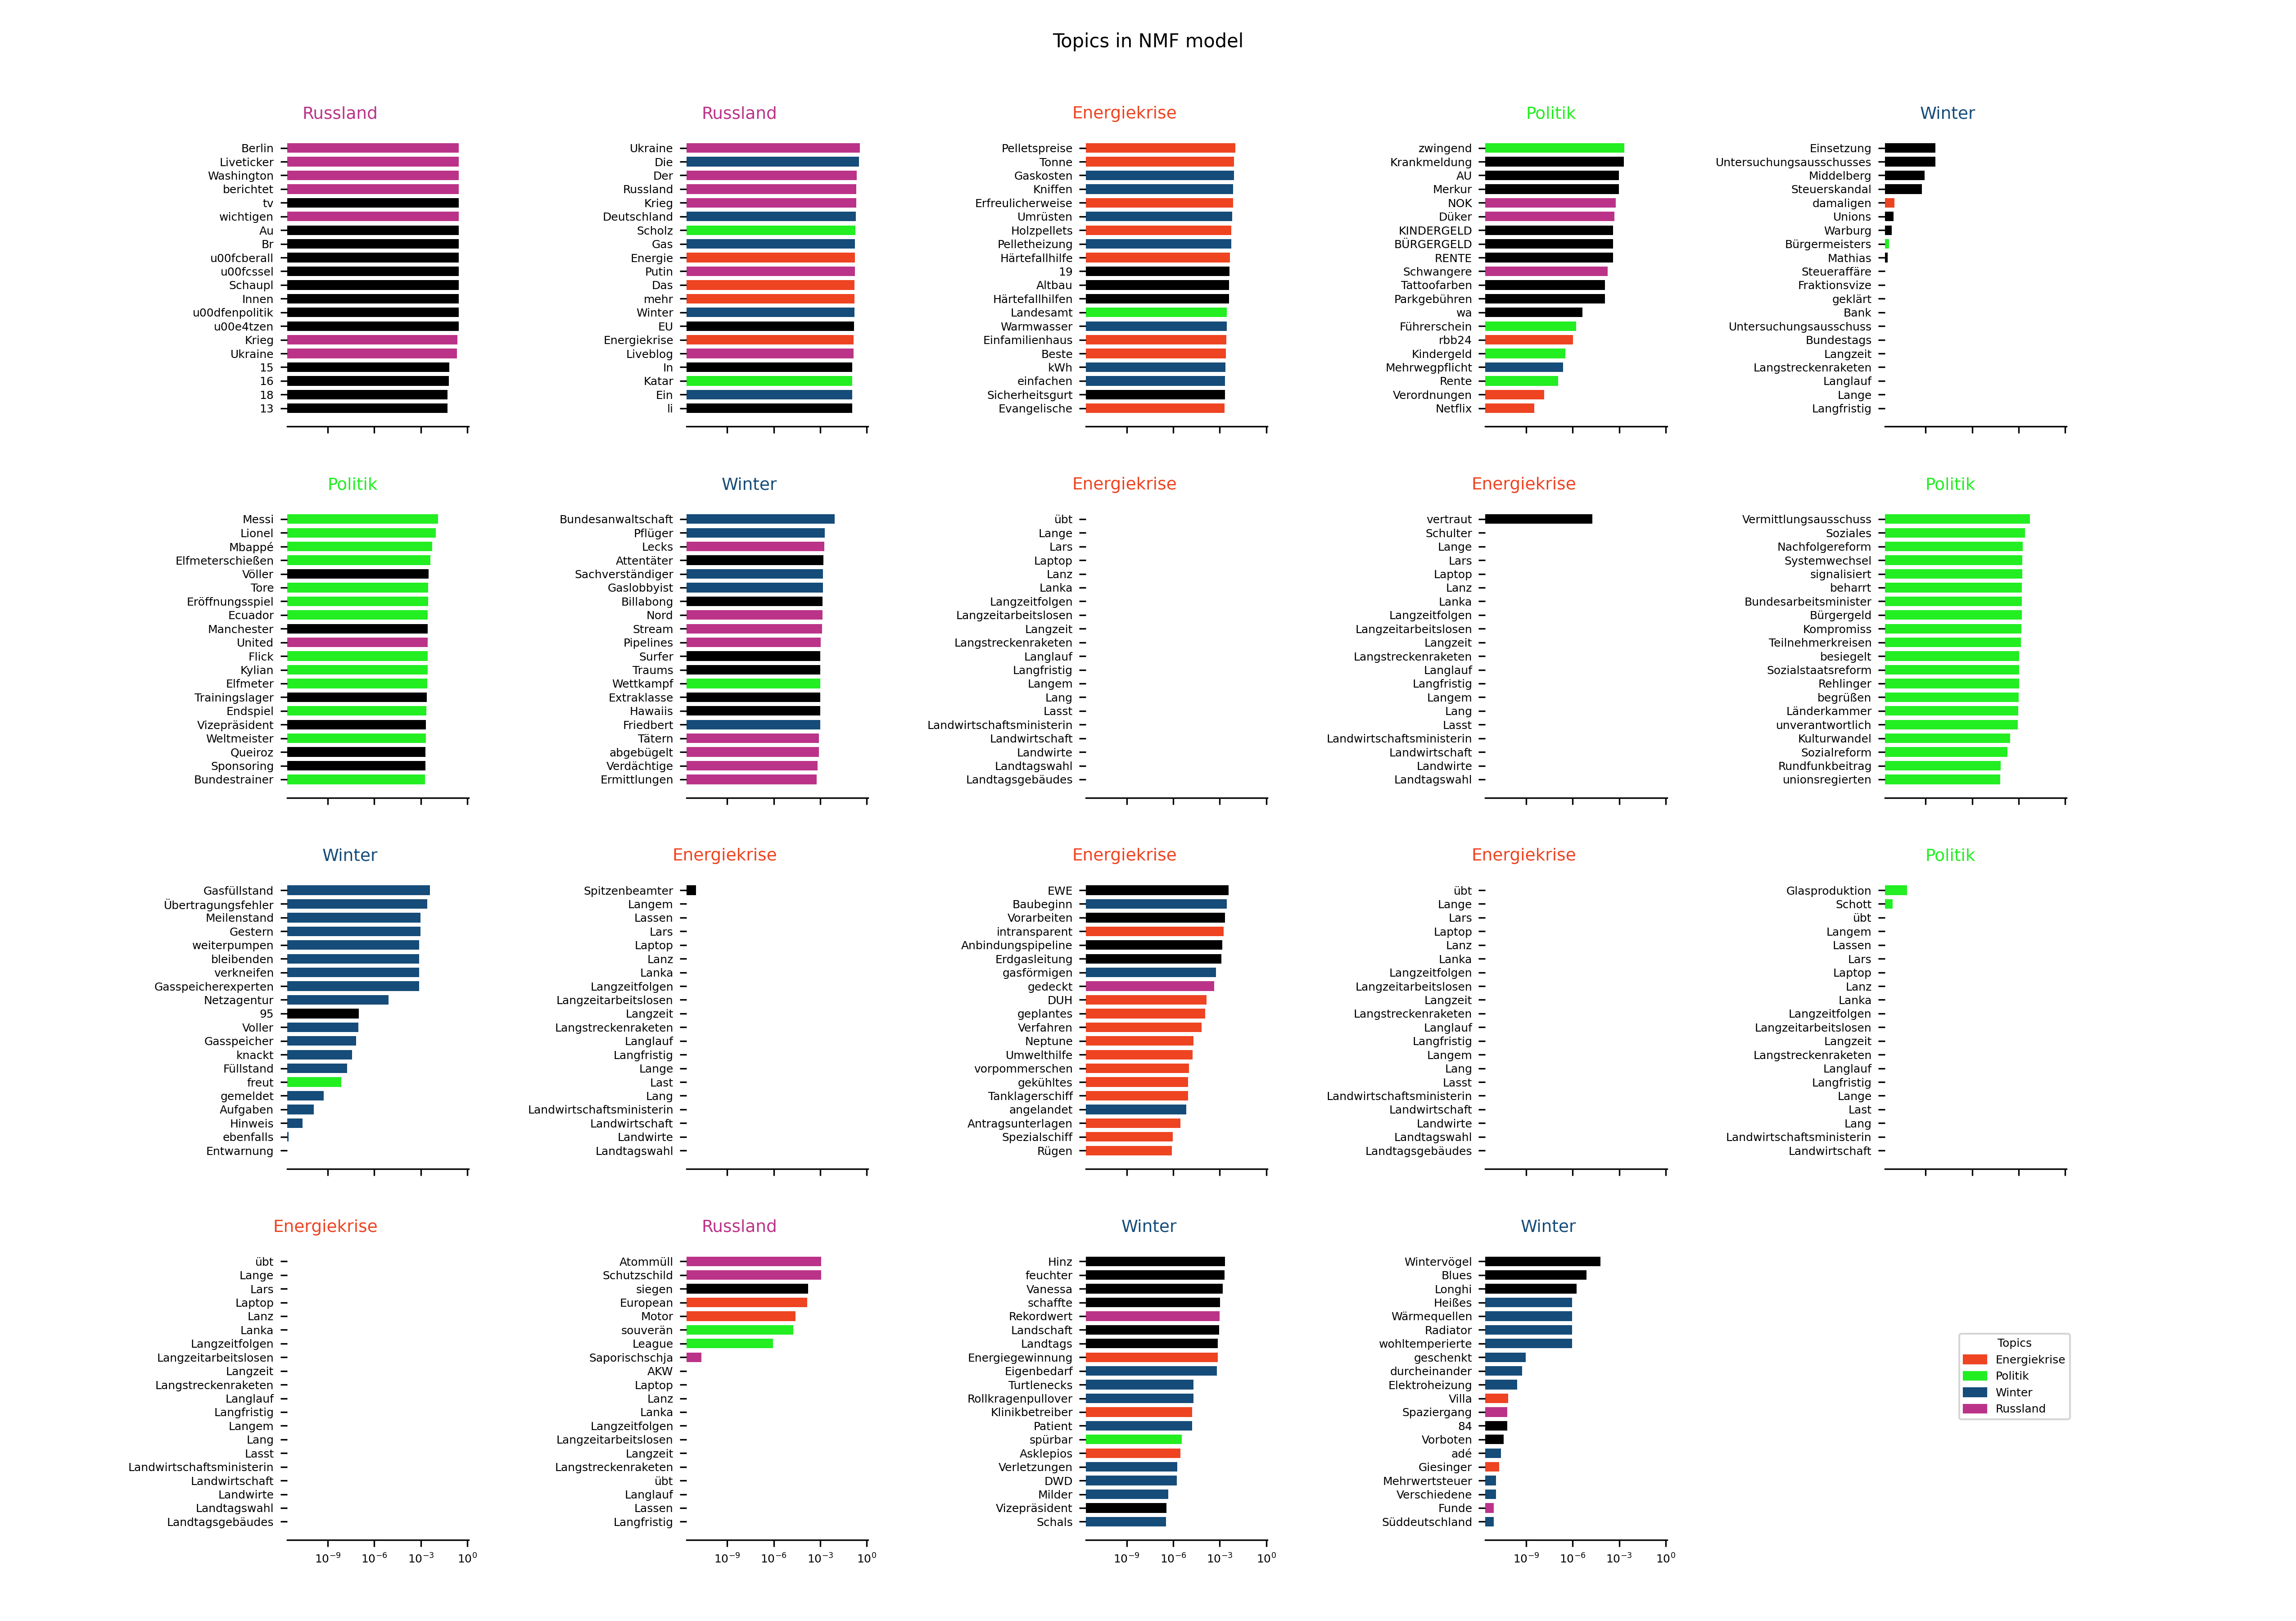 Topics in NMF model
Russland
Berlin
Liveticker
Washington
berichtet
tv
wichtigen
Au
Br
u00fcberall
u00fcssel
Schaupl
Innen
u00dfenpolitik
u00e4tzen
Krieg
Ukraine
15
16
18
13
Russland
Ukraine
Die
Der
Russland
Krieg
Deutschland
Scholz
Gas
Energie
Putin
Das
mehr
Winter
EU
Energiekrise
Liveblog
In
Katar
Ein
li
Energiekrise
Pelletspreise
Tonne
Gaskosten
Kniffen
Erfreulicherweise
Umrüsten
Holzpellets
Pelletheizung
Härtefallhilfe
19
Altbau
Härtefallhilfen
Landesamt
Warmwasser
Einfamilienhaus
Beste
kWh
einfachen
Sicherheitsgurt
Evangelische
Politik
zwingend
Krankmeldung
AU
Merkur
NOK
Düker
KINDERGELD
BÜRGERGELD
RENTE
Schwangere
Tattoofarben
Parkgebühren
wa
Führerschein
rbb24
Kindergeld
Mehrwegpflicht
Rente
Verordnungen
Netflix
Winter
Einsetzung
Untersuchungsausschusses
Middelberg
Steuerskandal
damaligen
Unions
Warburg
Bürgermeisters
Mathias
Steueraffäre
Fraktionsvize
geklärt
Bank
Untersuchungsausschuss
Bundestags
Langzeit
Langstreckenraketen
Langlauf
Lange
Langfristig
Politik
Messi
Lionel
Mbappé
Elfmeterschießen
Völler
Tore
Eröffnungsspiel
Ecuador
Manchester
United
Flick
Kylian
Elfmeter
Trainingslager
Endspiel
Vizepräsident
Weltmeister
Queiroz
Sponsoring
Bundestrainer
Winter
Bundesanwaltschaft
Pflüger
Lecks
Attentäter
Sachverständiger
Gaslobbyist
Billabong
Nord
Stream
Pipelines
Surfer
Traums
Wettkampf
Extraklasse
Hawaiis
Friedbert
Tätern
abgebügelt
Verdächtige
Ermittlungen
Energiekrise
übt
Lange
Lars
Laptop
Lanz
Lanka
Langzeitfolgen
Langzeitarbeitslosen
Langzeit
Langstreckenraketen
Langlauf
Langfristig
Langem
Lang
Lasst
Landwirtschaftsministerin
Landwirtschaft
Landwirte
Landtagswahl
Landtagsgebäudes
Energiekrise
vertraut
Schulter
Lange
Lars
Laptop
Lanz
Lanka
Langzeitfolgen
Langzeitarbeitslosen
Langzeit
Langstreckenraketen
Langlauf
Langfristig
Langem
Lang
Lasst
Landwirtschaftsministerin
Landwirtschaft
Landwirte
Landtagswahl
Politik
Vermittlungsausschuss
Soziales
Nachfolgereform
Systemwechsel
signalisiert
beharrt
Bundesarbeitsminister
Bürgergeld
Kompromiss
Teilnehmerkreisen
besiegelt
Sozialstaatsreform
Rehlinger
begrüßen
Länderkammer
unverantwortlich
Kulturwandel
Sozialreform
Rundfunkbeitrag
unionsregierten
Winter
Gasfüllstand
Übertragungsfehler
Meilenstand
Gestern
weiterpumpen
bleibenden
verkneifen
Gasspeicherexperten
Netzagentur
95
Voller
Gasspeicher
knackt
Füllstand
freut
gemeldet
Aufgaben
Hinweis
ebenfalls
Entwarnung
Energiekrise
Spitzenbeamter
Langem
Lassen
Lars
Laptop
Lanz
Lanka
Langzeitfolgen
Langzeitarbeitslosen
Langzeit
Langstreckenraketen
Langlauf
Langfristig
Lange
Last
Lang
Landwirtschaftsministerin
Landwirtschaft
Landwirte
Landtagswahl
Energiekrise
EWE
Baubeginn
Vorarbeiten
intransparent
Anbindungspipeline
Erdgasleitung
gasförmigen
gedeckt
DUH
geplantes
Verfahren
Neptune
Umwelthilfe
vorpommerschen
gekühltes
Tanklagerschiff
angelandet
Antragsunterlagen
Spezialschiff
Rügen
Energiekrise
übt
Lange
Lars
Laptop
Lanz
Lanka
Langzeitfolgen
Langzeitarbeitslosen
Langzeit
Langstreckenraketen
Langlauf
Langfristig
Langem
Lang
Lasst
Landwirtschaftsministerin
Landwirtschaft
Landwirte
Landtagswahl
Landtagsgebäudes
Politik
Glasproduktion
Schott
übt
Langem
Lassen
Lars
Laptop
Lanz
Lanka
Langzeitfolgen
Langzeitarbeitslosen
Langzeit
Langstreckenraketen
Langlauf
Langfristig
Lange
Last
Lang
Landwirtschaftsministerin
Landwirtschaft
Energiekrise
übt
Lange
Lars
Laptop
Lanz
Lanka
Langzeitfolgen
Langzeitarbeitslosen
Langzeit
Langstreckenraketen
Langlauf
Langfristig
Langem
Lang
Lasst
Landwirtschaftsministerin
Landwirtschaft
Landwirte
Landtagswahl
Landtagsgebäudes
10⁻⁹ 10⁻⁶ 10⁻³ 10⁰
Russland
Atommüll
Schutzschild
siegen
European
Motor
souverän
League
Saporischschja
AKW
Laptop
Lanz
Lanka
Langzeitfolgen
Langzeitarbeitslosen
Langzeit
Langstreckenraketen
übt
Langlauf
Lassen
Langfristig
10⁻⁹ 10⁻⁶ 10⁻³ 10⁰
Winter
Hinz
feuchter
Vanessa
schaffte
Rekordwert
Landschaft
Landtags
Energiegewinnung
Eigenbedarf
Turtlenecks
Rollkragenpullover
Klinikbetreiber
Patient
spürbar
Asklepios
Verletzungen
DWD
Milder
Vizepräsident
Schals
10⁻⁹ 10⁻⁶ 10⁻³ 10⁰
Winter
Wintervögel
Blues
Longhi
Heißes
Wärmequellen
Radiator
wohltemperierte
geschenkt
durcheinander
Elektroheizung
Villa
Spaziergang
84
Vorboten
adé
Giesinger
Mehrwertsteuer
Verschiedene
Funde
Süddeutschland
10⁻⁹ 10⁻⁶ 10⁻³ 10⁰
Topics
Energiekrise
Politik
Winter
Russland